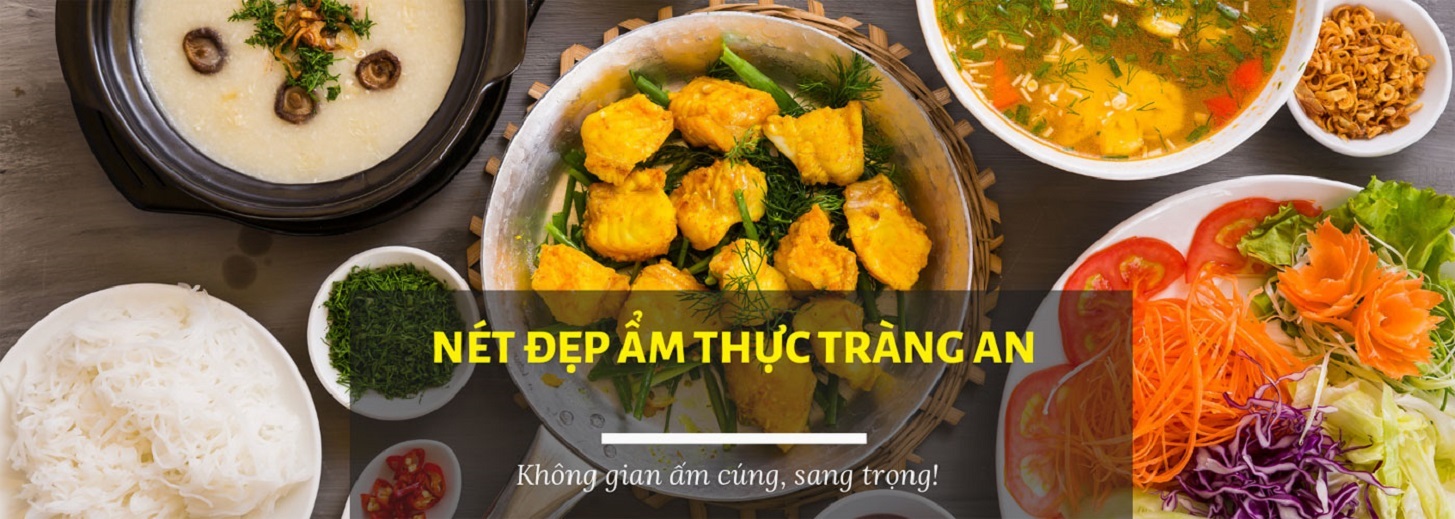 NÉT ĐẸP ẨM THỰC TRÀNG AN
Không gian ấm cúng, sang trọng!